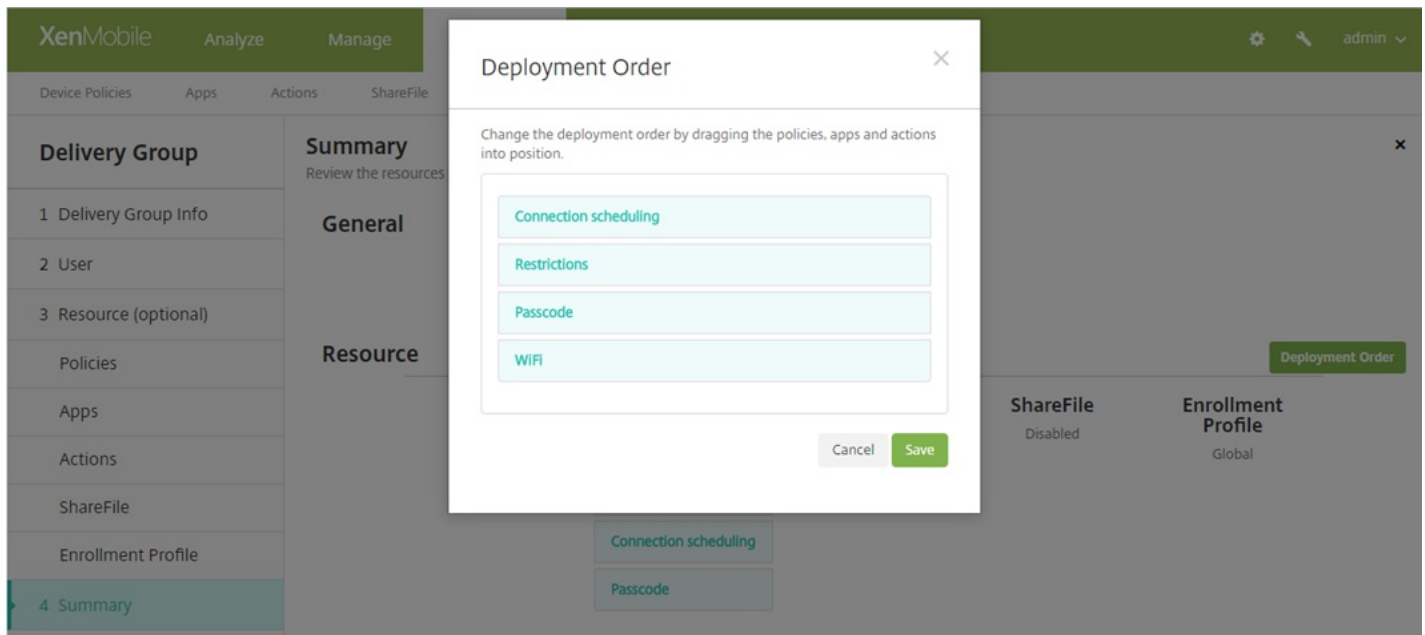 XenMobile Analyze Manage admin
Device Policies Apps Actions ShareFile
Delivery Group
1 Delivery Group Info
2 User
3 Resource (optional)
Policies
Apps
Actions
ShareFile
Enrollment Profile
4 Summary
Summary
Review the resources
General
Resource
Deployment Order
Change the deployment order by dragging the policies, apps and actions
into position.
Connection scheduling
Restrictions
Passcode
WiFi
Cancel Save
Deployment Order
ShareFile
Disabled
Enrollment
Profile
Global
Connection scheduling
Passcode